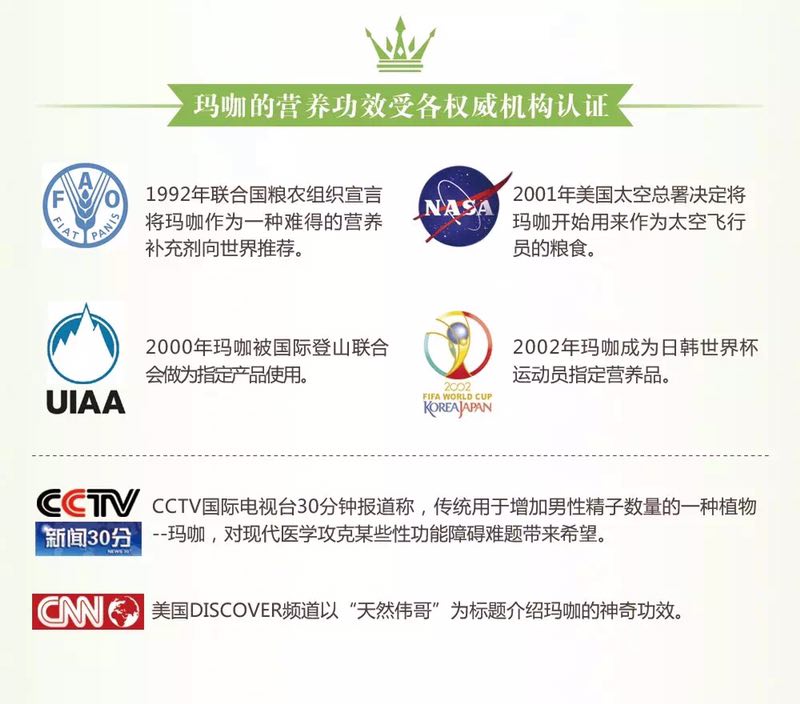 玛咖的营养功效受各权威机构认证
F A O
FIAT PANIS
1992年联合国粮农组织宣言
将玛咖作为一种难得的营养
补充剂向世界推荐。
NASA
2001年美国太空总署决定将
玛咖开始用来作为太空飞行
员的粮食。
UIAA
2000年玛咖被国际登山联合
会做为指定产品使用。
2002
FIFA WORLD CUP
KOREAJAPAN
2002年玛咖成为日韩世界杯
运动员指定营养品。
CCTV
新闻30分
NEWS 30'
CCTV国际电视台30分钟报道称，传统用于增加男性精子数量的一种植物
--玛咖，对现代医学攻克某些性功能障碍难题带来希望。
CNN
美国DISCOVER频道以“天然伟哥”为标题介绍玛咖的神奇功效。